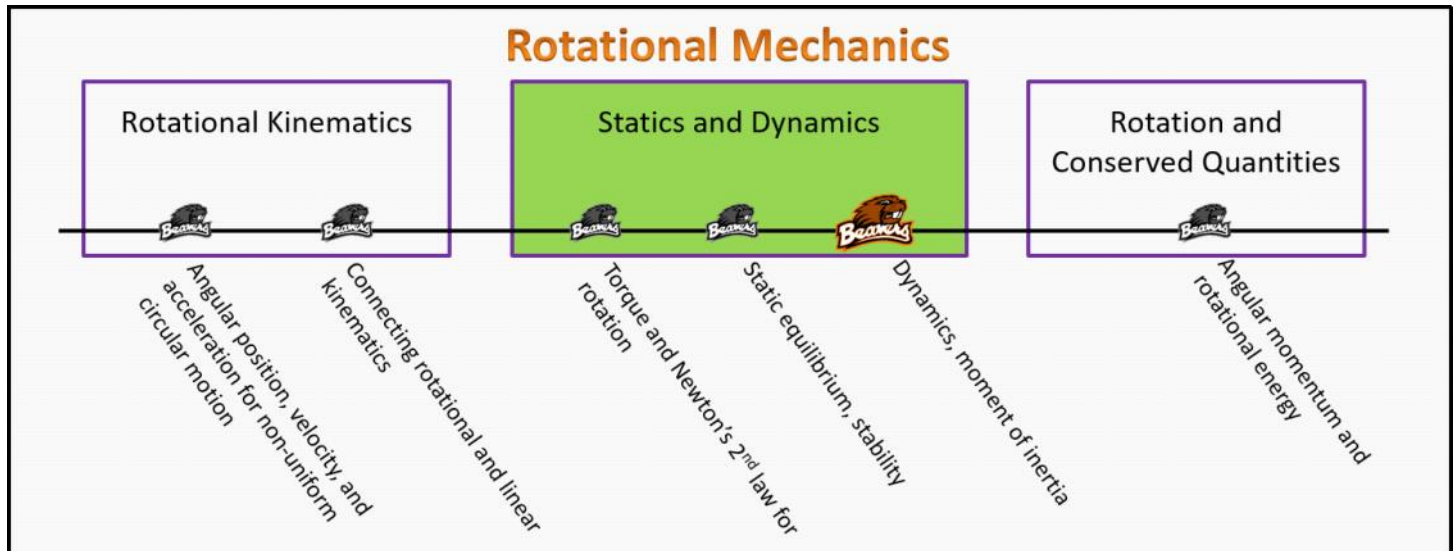 Rotational Mechanics
Rotational Kinematics
Statics and Dynamics
Rotation and
Conserved Quantities
Beavers
Beavers
Beavers
Beavers
Beavers
Beavers
Angular position, velocity, and
acceleration for non-uniform
circular motion
Connecting rotational and linear
kinematics
Torque and Newton's 2nd law for
rotation
Static equilibrium, stability
Dynamics, moment of inertia
Angular momentum and
rotational energy